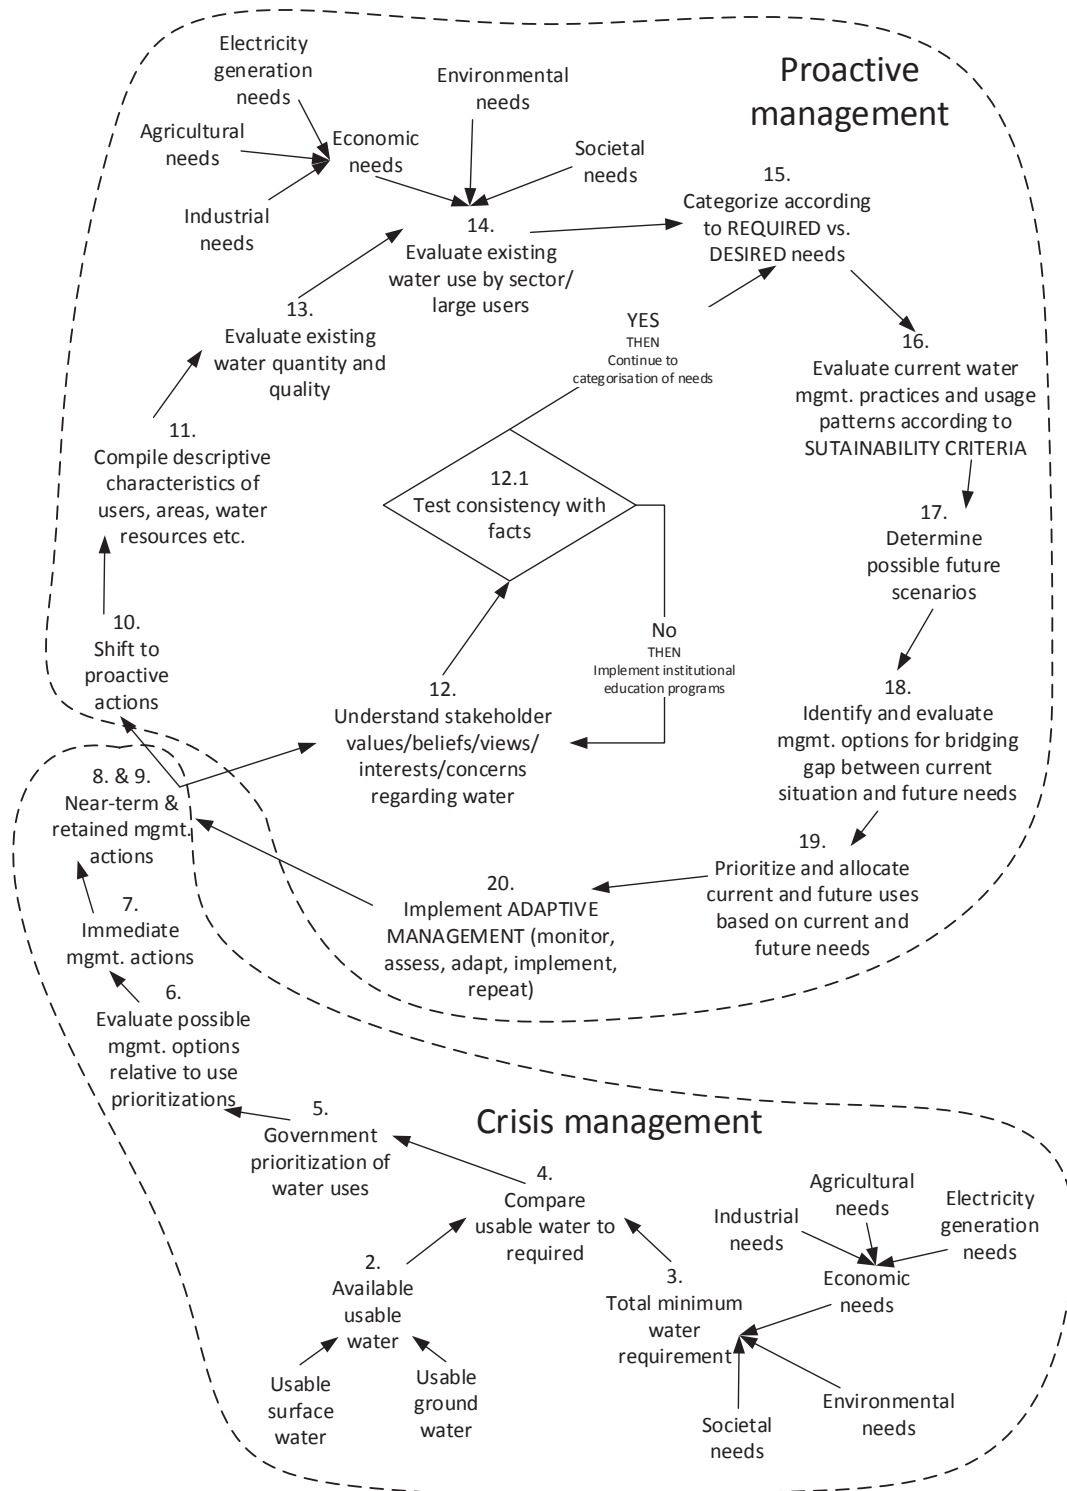 Proactive
management
Electricity
generation
needs
Environmental
needs
Agricultural
needs
Economic
needs
Societal
needs
Industrial
needs
14.
Evaluate existing
water use by sector/
large users
15.
Categorize according
to REQUIRED vs.
DESIRED needs
13.
Evaluate existing
water quantity and
quality
YES
THEN
Continue to
categorisation of needs
16.
Evaluate current water
mgmt. practices and usage
patterns according to
SUTAINABILITY CRITERIA
11.
Compile descriptive
characteristics of
users, areas, water
resources etc.
12.1
Test consistency with
facts
17.
Determine
possible future
scenarios
10.
Shift to
proactive
actions
No
THEN
Implement institutional
education programs
12.
Understand stakeholder
values/beliefs/views/
interests/concerns
regarding water
18.
Identify and evaluate
mgmt. options for bridging
gap between current
situation and future needs
8. & 9.
Near-term &
retained mgmt.
actions
19.
Prioritize and allocate
current and future uses
based on current and
future needs
20.
Implement ADAPTIVE
MANAGEMENT (monitor,
assess, adapt, implement,
repeat)
7.
Immediate
mgmt. actions
6.
Evaluate possible
mgmt. options
relative to use
prioritizations
Crisis management
5.
Government
prioritization of
water uses
4.
Compare
usable water to
required
Agricultural
needs
Industrial
needs
Electricity
generation
needs
2.
Available
usable
water
3.
Total minimum
water
requirement
Economic
needs
Usable
surface
water
Usable
ground
water
Societal
needs
Environmental
needs